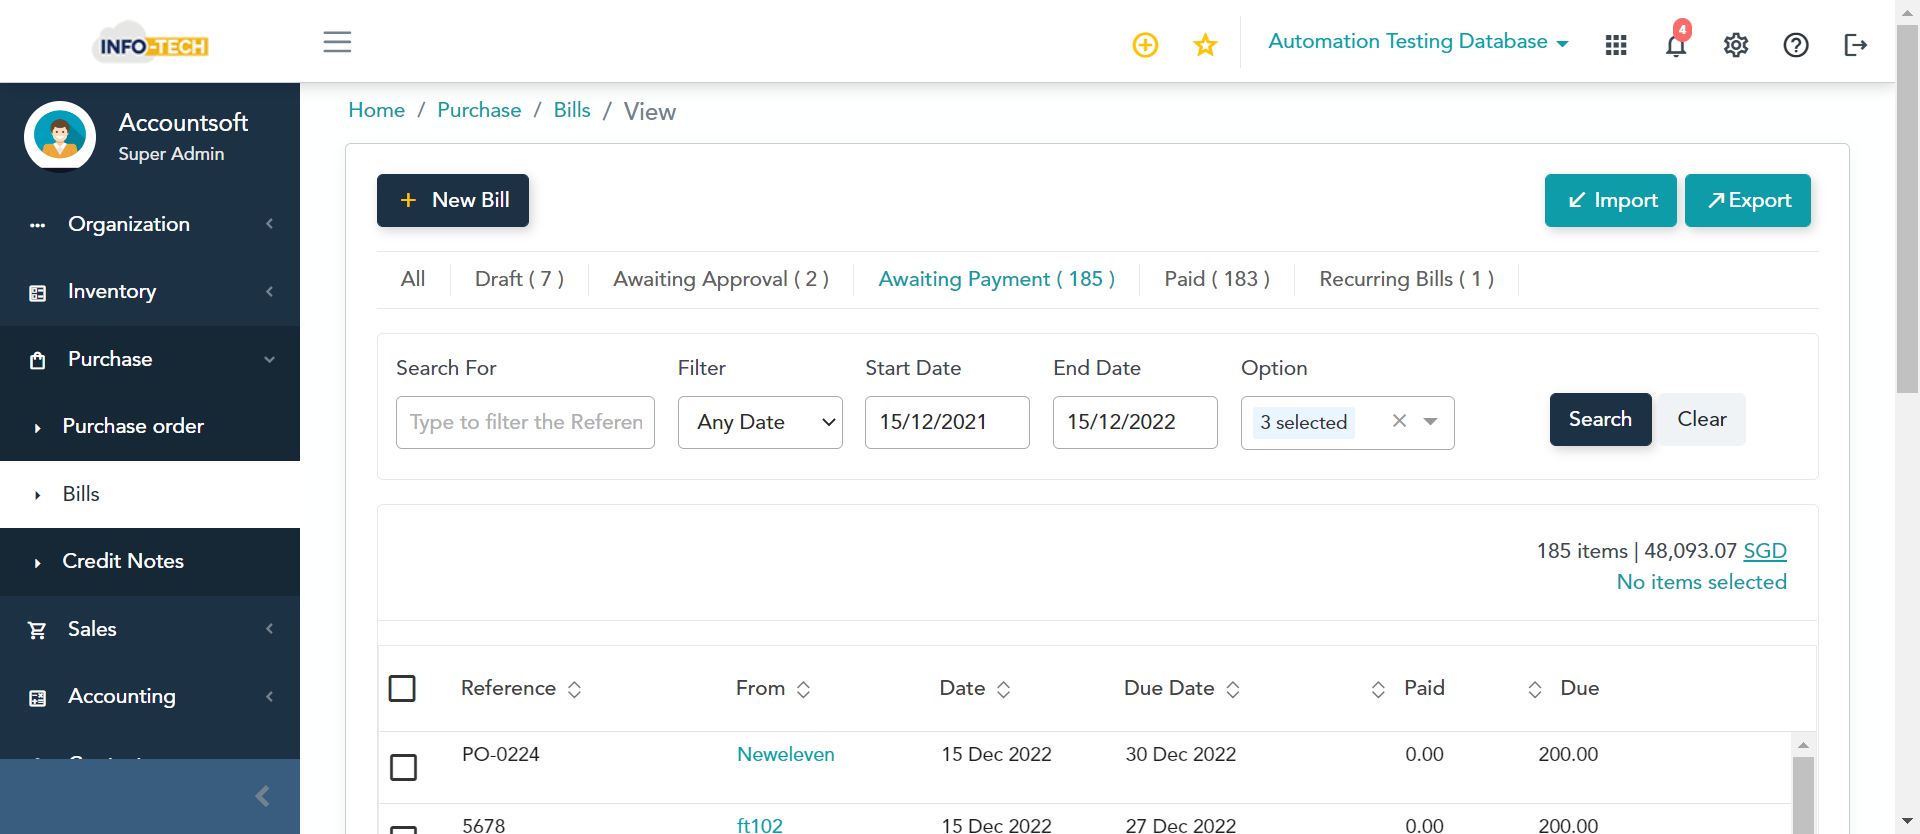 INFO-TECH
Automation Testing Database
4
Accountsoft
Super Admin
Organization
Inventory
Purchase
Purchase order
Bills
Credit Notes
Sales
Accounting
Home / Purchase / Bills / View
+ New Bill
Import
Export
All
Draft ( 7 )
Awaiting Approval ( 2 )
Awaiting Payment ( 185 )
Paid ( 183 )
Recurring Bills ( 1 )
Search For
Filter
Start Date
End Date
Option
Type to filter the Referen
Any Date
15/12/2021
15/12/2022
3 selected
Search
Clear
185 items | 48,093.07 SGD
No items selected
Reference From Date Due Date Paid Due
PO-0224 Neweleven 15 Dec 2022 30 Dec 2022 0.00 200.00
5678 ft102 15 Dec 2022 27 Dec 2022 0.00 200.00